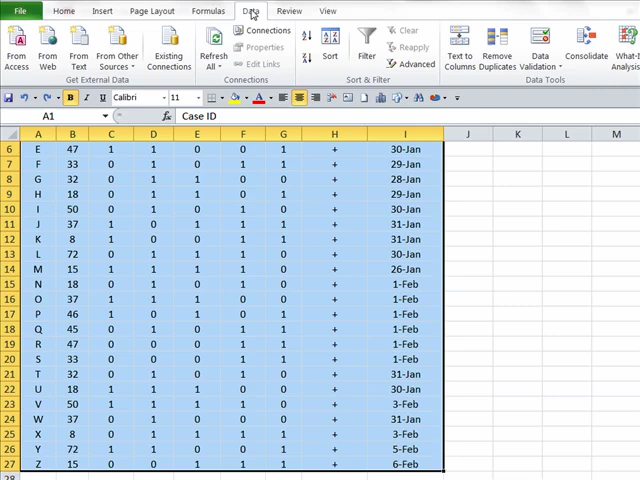 File Home Insert Page Layout Formulas Data Review View
From Access From Web From Text From Other Sources Existing Connections Refresh All Connections Properties Edit Links Sort Filter Clear Reapply Advanced Text to Columns Remove Duplicates Data Validation Consolidate What-I Analysis
Get External Data Connections Sort & Filter Data Tools
B I U Calibri 11
A1 fx Case ID
A B C D E F G H I J K L M
6 E 47 1 1 0 0 1 + 30-Jan
7 F 33 0 1 0 1 1 + 29-Jan
8 G 32 0 1 1 0 0 + 28-Jan
9 H 18 0 1 0 1 1 + 29-Jan
10 I 50 0 1 0 1 0 + 30-Jan
11 J 37 1 0 1 1 1 + 31-Jan
12 K 8 0 1 0 1 1 + 31-Jan
13 L 72 0 1 1 1 0 + 30-Jan
14 M 15 1 1 1 1 0 + 26-Jan
15 N 18 0 1 0 1 0 + 1-Feb
16 O 37 1 1 1 0 1 + 1-Feb
17 P 46 1 0 1 0 1 + 1-Feb
18 Q 45 0 1 0 1 0 + 1-Feb
19 R 47 0 0 0 1 1 + 1-Feb
20 S 33 0 0 0 1 1 + 1-Feb
21 T 32 0 1 0 1 0 + 31-Jan
22 U 18 1 1 1 0 0 + 30-Jan
23 V 50 1 1 1 1 0 + 3-Feb
24 W 37 0 1 0 0 0 + 31-Jan
25 X 8 0 1 1 1 1 + 3-Feb
26 Y 72 1 1 0 0 1 + 5-Feb
27 Z 15 0 0 1 1 1 + 6-Feb
28